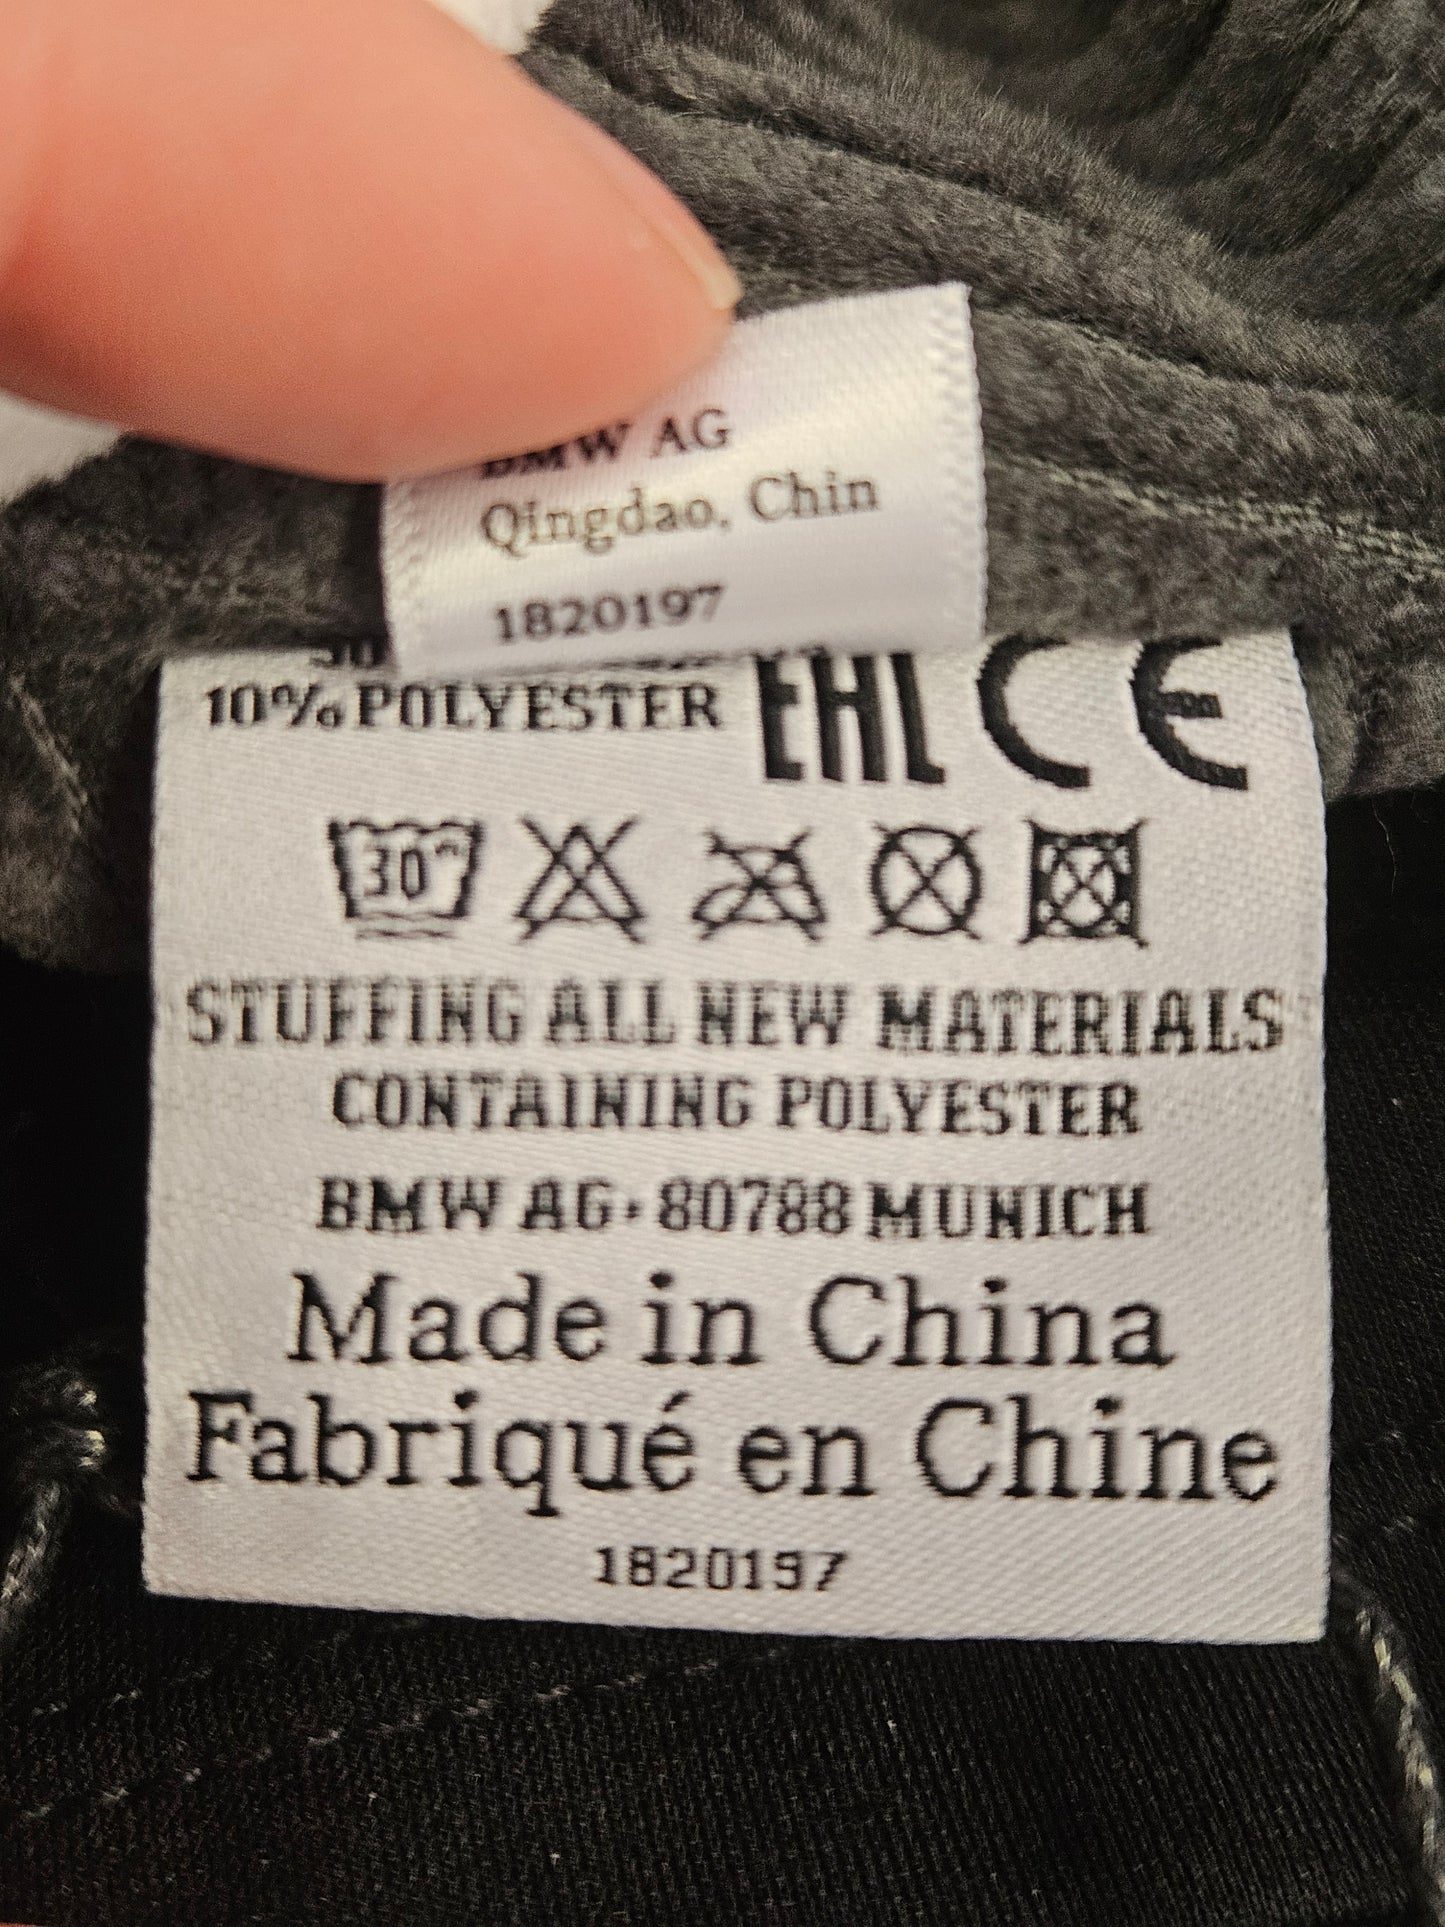 BMW AG
Qingdao, Chin
1820197
10% POLYESTER
EAC CE
30°
STUFFING ALL NEW MATERIALS
CONTAINING POLYESTER
BMW AG·80788 MUNICH
Made in China
Fabriqué en Chine
1820197